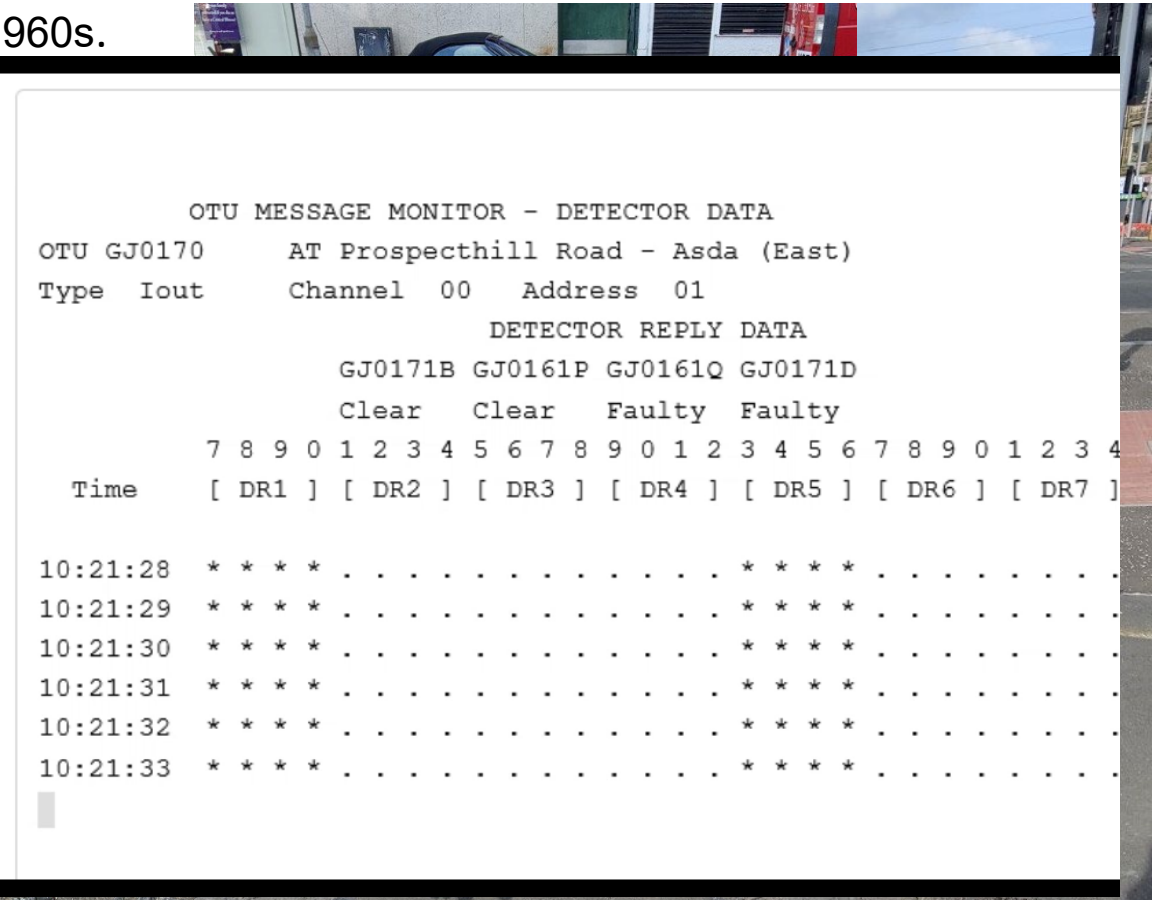 960s.
OTU MESSAGE MONITOR - DETECTOR DATA
OTU GJ0170 AT Prospecthill Road - Asda (East)
Type Iout Channel 00 Address 01
DETECTOR REPLY DATA
GJ0171B GJ0161P GJ0161Q GJ0171D
Clear Clear Faulty Faulty
7 8 9 0 1 2 3 4 5 6 7 8 9 0 1 2 3 4 5 6 7 8 9 0 1 2 3 4
Time [ DR1 ] [ DR2 ] [ DR3 ] [ DR4 ] [ DR5 ] [ DR6 ] [ DR7 ]
10:21:28 * * * * . . . . . . . . . . . . * * * * . . . . . . . .
10:21:29 * * * * . . . . . . . . . . . . * * * * . . . . . . . .
10:21:30 * * * * . . . . . . . . . . . . * * * * . . . . . . . .
10:21:31 * * * * . . . . . . . . . . . . * * * * . . . . . . . .
10:21:32 * * * * . . . . . . . . . . . . * * * * . . . . . . . .
10:21:33 * * * * . . . . . . . . . . . . * * * * . . . . . . . .